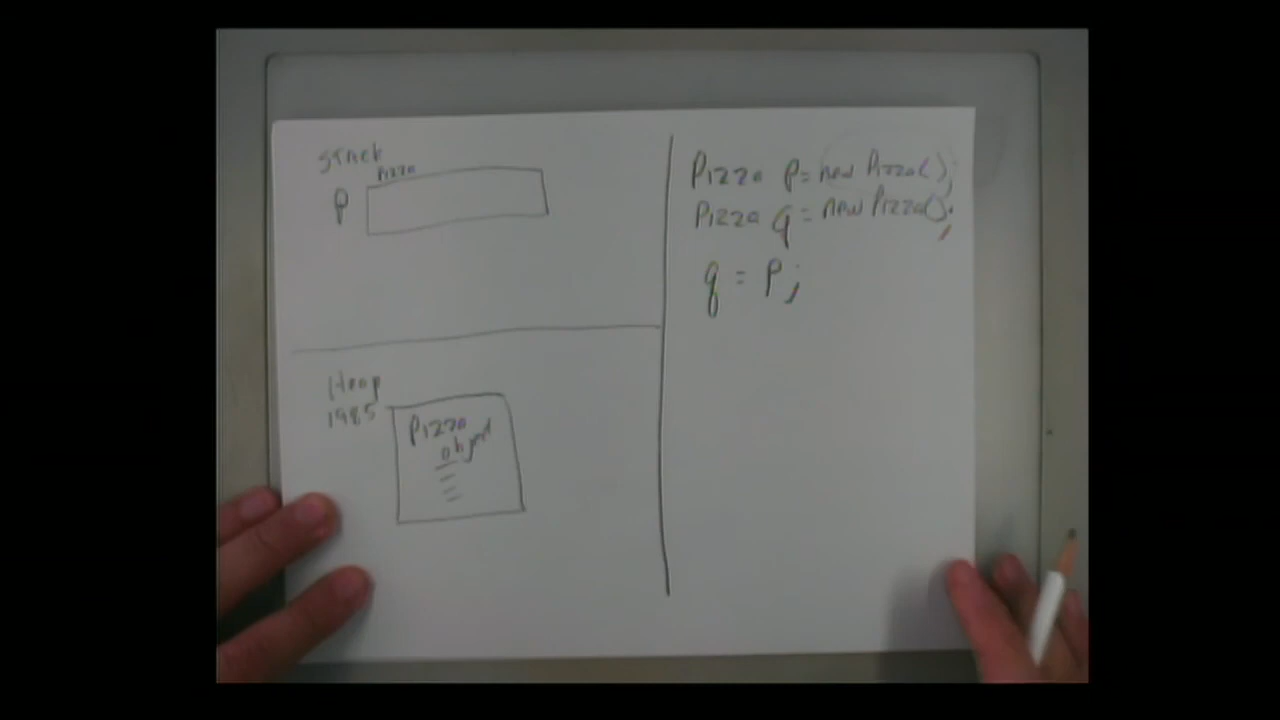 Stack
Pizza
P
Heap
1985
Pizza
object
Pizza p = new Pizza();
Pizza q = new Pizza();
q = p;